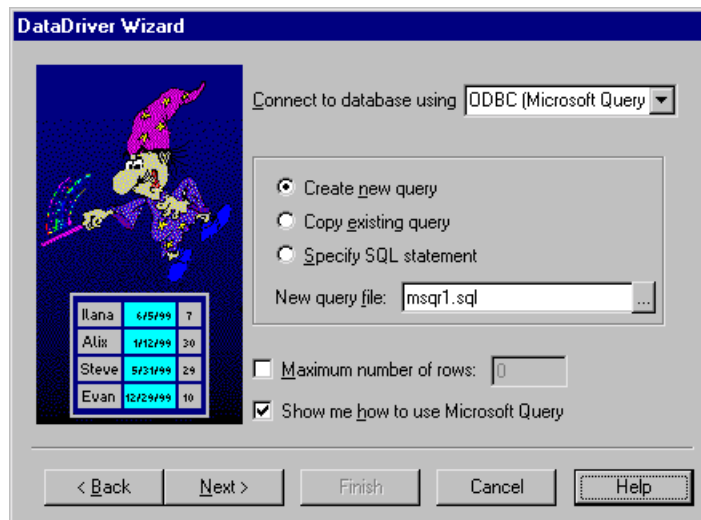 DataDriver Wizard
Connect to database using ODBC (Microsoft Query
Create new query
Copy existing query
Specify SQL statement
New query file: msqr1.sql ...
Ilana 6/5/99 7
Alix 1/12/99 30
Steve 5/31/99 29
Evan 12/29/99 10
Maximum number of rows: 0
Show me how to use Microsoft Query
< Back Next > Finish Cancel Help